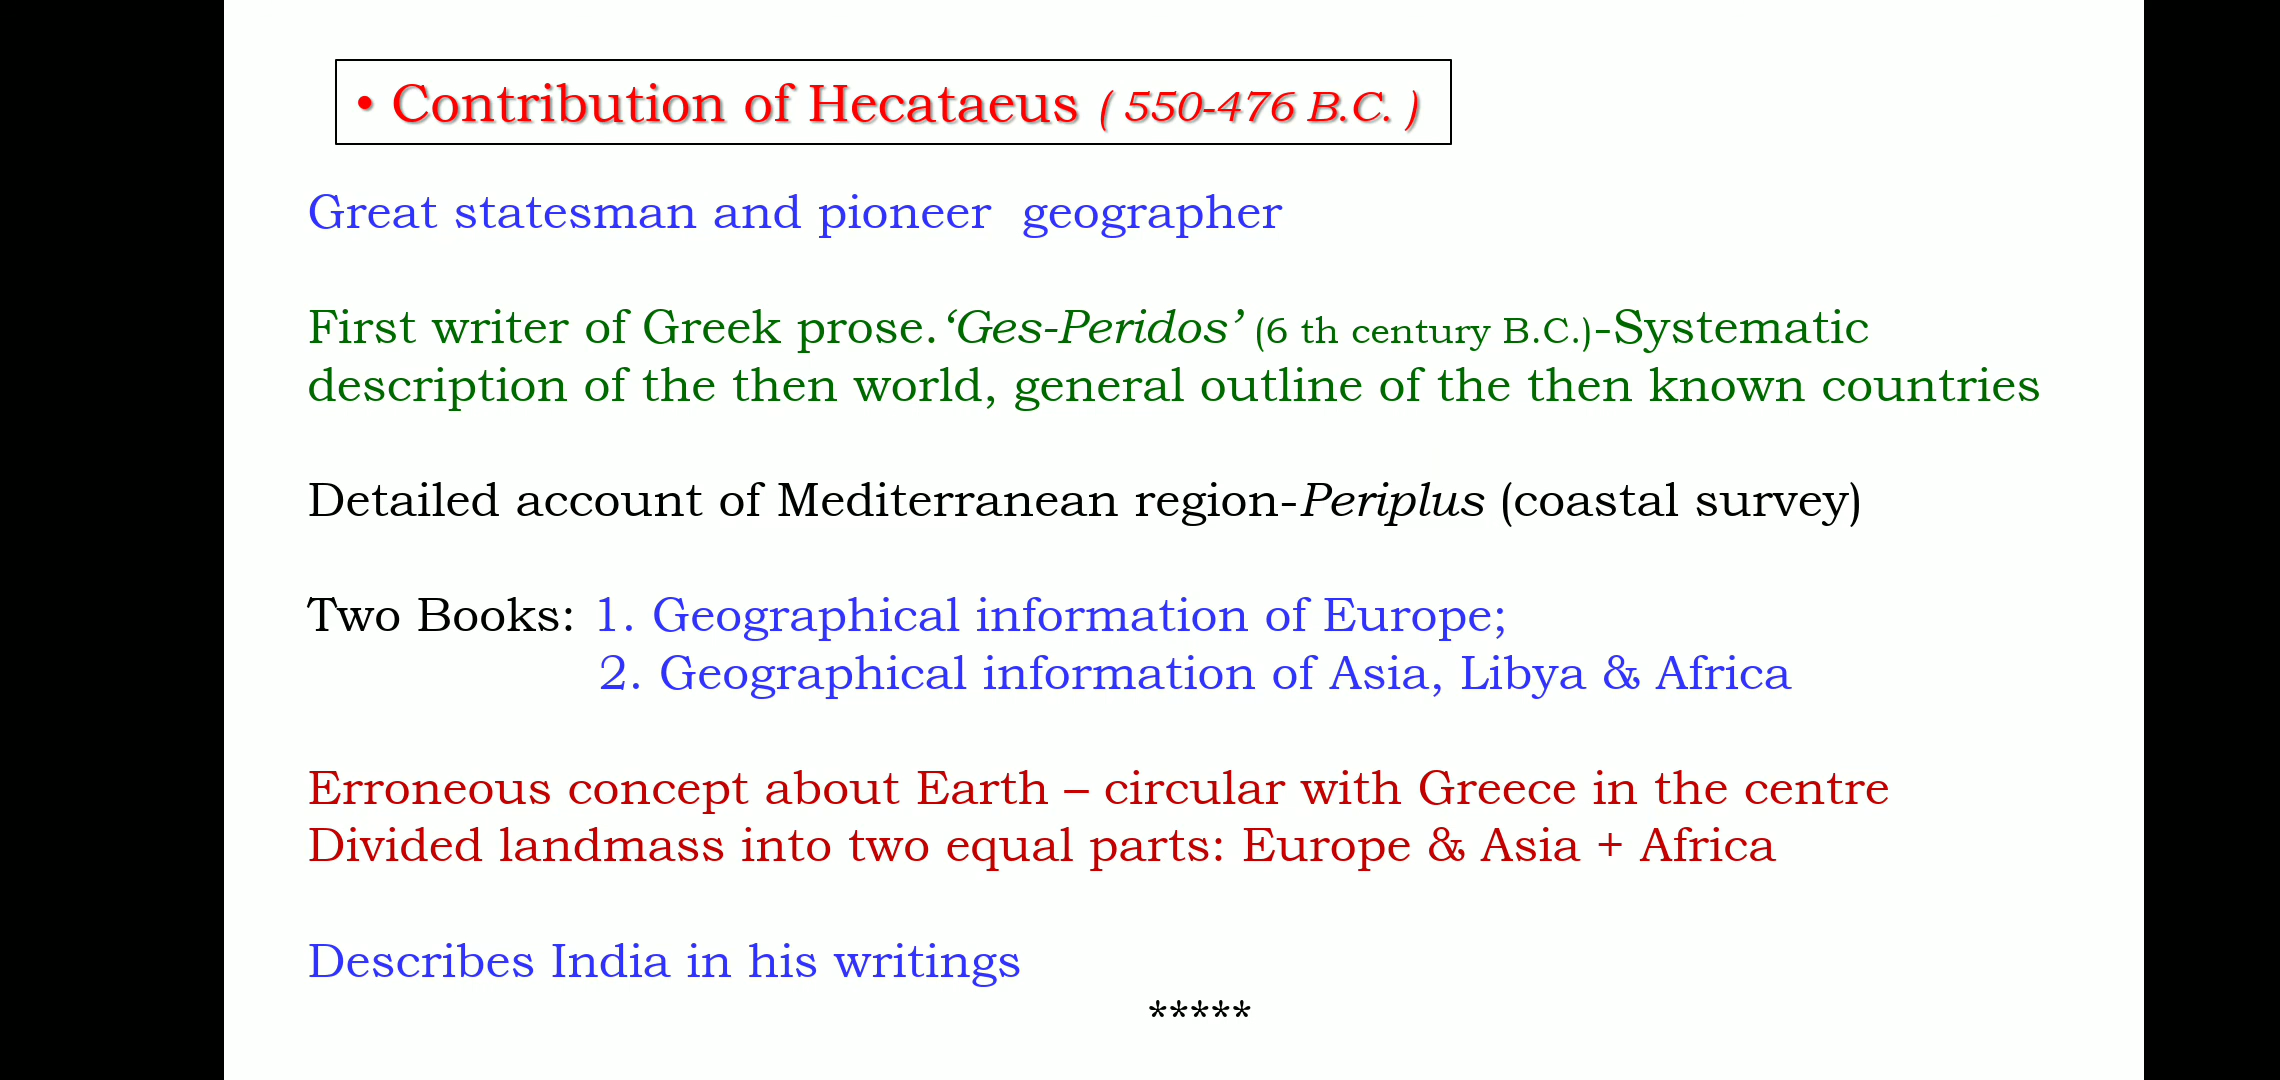 • Contribution of Hecataeus ( 550-476 B.C. )
Great statesman and pioneer  geographer
First writer of Greek prose. ‘Ges-Peridos’ (6 th century B.C.)-Systematic
description of the then world, general outline of the then known countries
Detailed account of Mediterranean region-Periplus (coastal survey)
Two Books: 1. Geographical information of Europe;
2. Geographical information of Asia, Libya & Africa
Erroneous concept about Earth – circular with Greece in the centre
Divided landmass into two equal parts: Europe & Asia + Africa
Describes India in his writings
*****